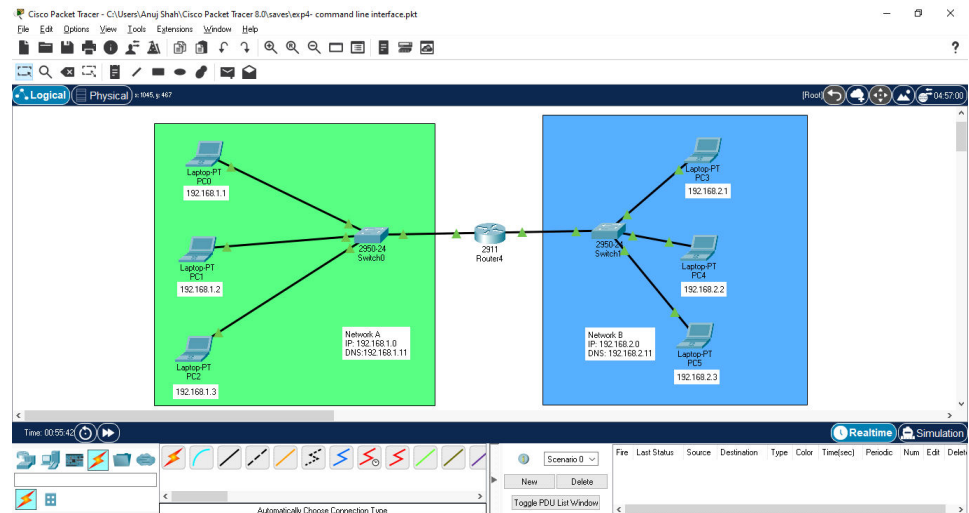 Cisco Packet Tracer - C:\Users\Anuj Shah\Cisco Packet Tracer 8.0\saves\exp4- command line interface.pkt
File Edit Options View Tools Extensions Window Help
?
Logical Physical x: 1045, y: 467 [Root] 04:57:00
Laptop-PT
PC0
192.168.1.1
Laptop-PT
PC1
192.168.1.2
Laptop-PT
PC2
192.168.1.3
2950-24
Switch0
Network A
IP: 192.168.1.0
DNS:192.168.1.11
2911
Router4
2950-24
Switch1
Laptop-PT
PC3
192.168.2.1
Laptop-PT
PC4
192.168.2.2
Laptop-PT
PC5
192.168.2.3
Network B
IP: 192.168.2.0
DNS: 192.168.2.11
Time: 00:55:42 Realtime Simulation
Scenario 0
New Delete
Toggle PDU List Window
Fire Last Status Source Destination Type Color Time(sec) Periodic Num Edit Delet
Automatically Choose Connection Type